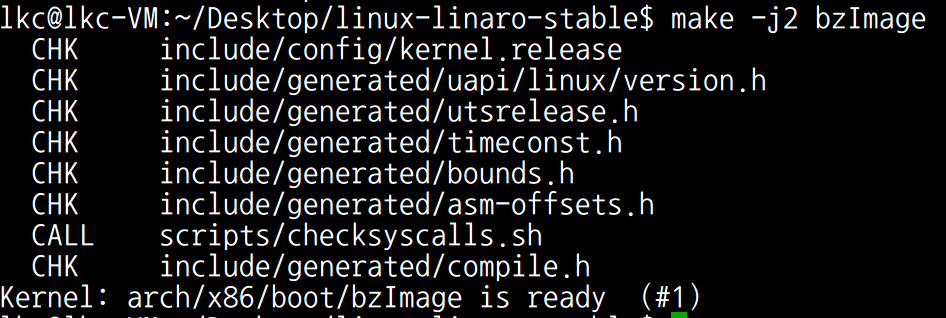 lkc@lkc-VM:~/Desktop/linux-linaro-stable$ make -j2 bzImage
CHK include/config/kernel.release
CHK include/generated/uapi/linux/version.h
CHK include/generated/utsrelease.h
CHK include/generated/timeconst.h
CHK include/generated/bounds.h
CHK include/generated/asm-offsets.h
CALL scripts/checksyscalls.sh
CHK include/generated/compile.h
Kernel: arch/x86/boot/bzImage is ready (#1)